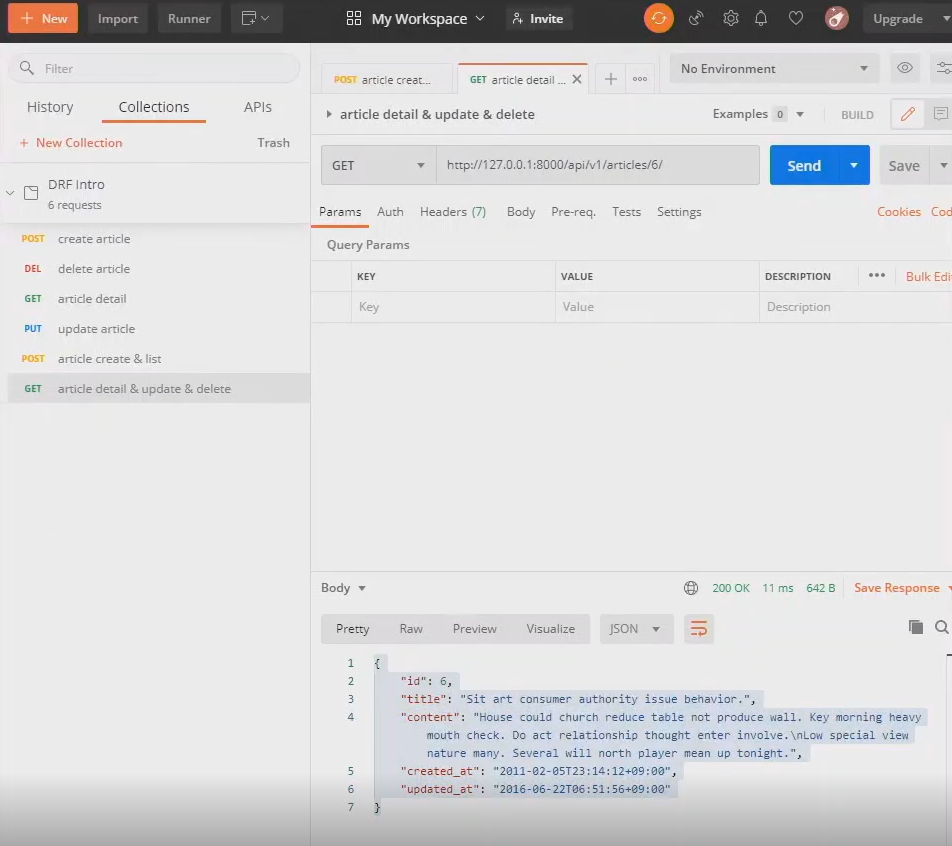 + New Import Runner My Workspace Invite Upgrade
Filter
History Collections APIs
+ New Collection Trash
DRF Intro
6 requests
POST create article
DEL delete article
GET article detail
PUT update article
POST article create & list
GET article detail & update & delete
POST article creat... GET article detail ... No Environment
article detail & update & delete Examples 0 BUILD
GET http://127.0.0.1:8000/api/v1/articles/6/ Send Save
Params Auth Headers (7) Body Pre-req. Tests Settings Cookies Cod
Query Params
KEY VALUE DESCRIPTION Bulk Edi
Key Value Description
Body 200 OK 11 ms 642 B Save Response
Pretty Raw Preview Visualize JSON
1 {
2 "id": 6,
3 "title": "Sit art consumer authority issue behavior.",
4 "content": "House could church reduce table not produce wall. Key morning heavy
mouth check. Do act relationship thought enter involve.\nLow special view
nature many. Several will north player mean up tonight.",
5 "created_at": "2011-02-05T23:14:12+09:00",
6 "updated_at": "2016-06-22T06:51:56+09:00"
7 }